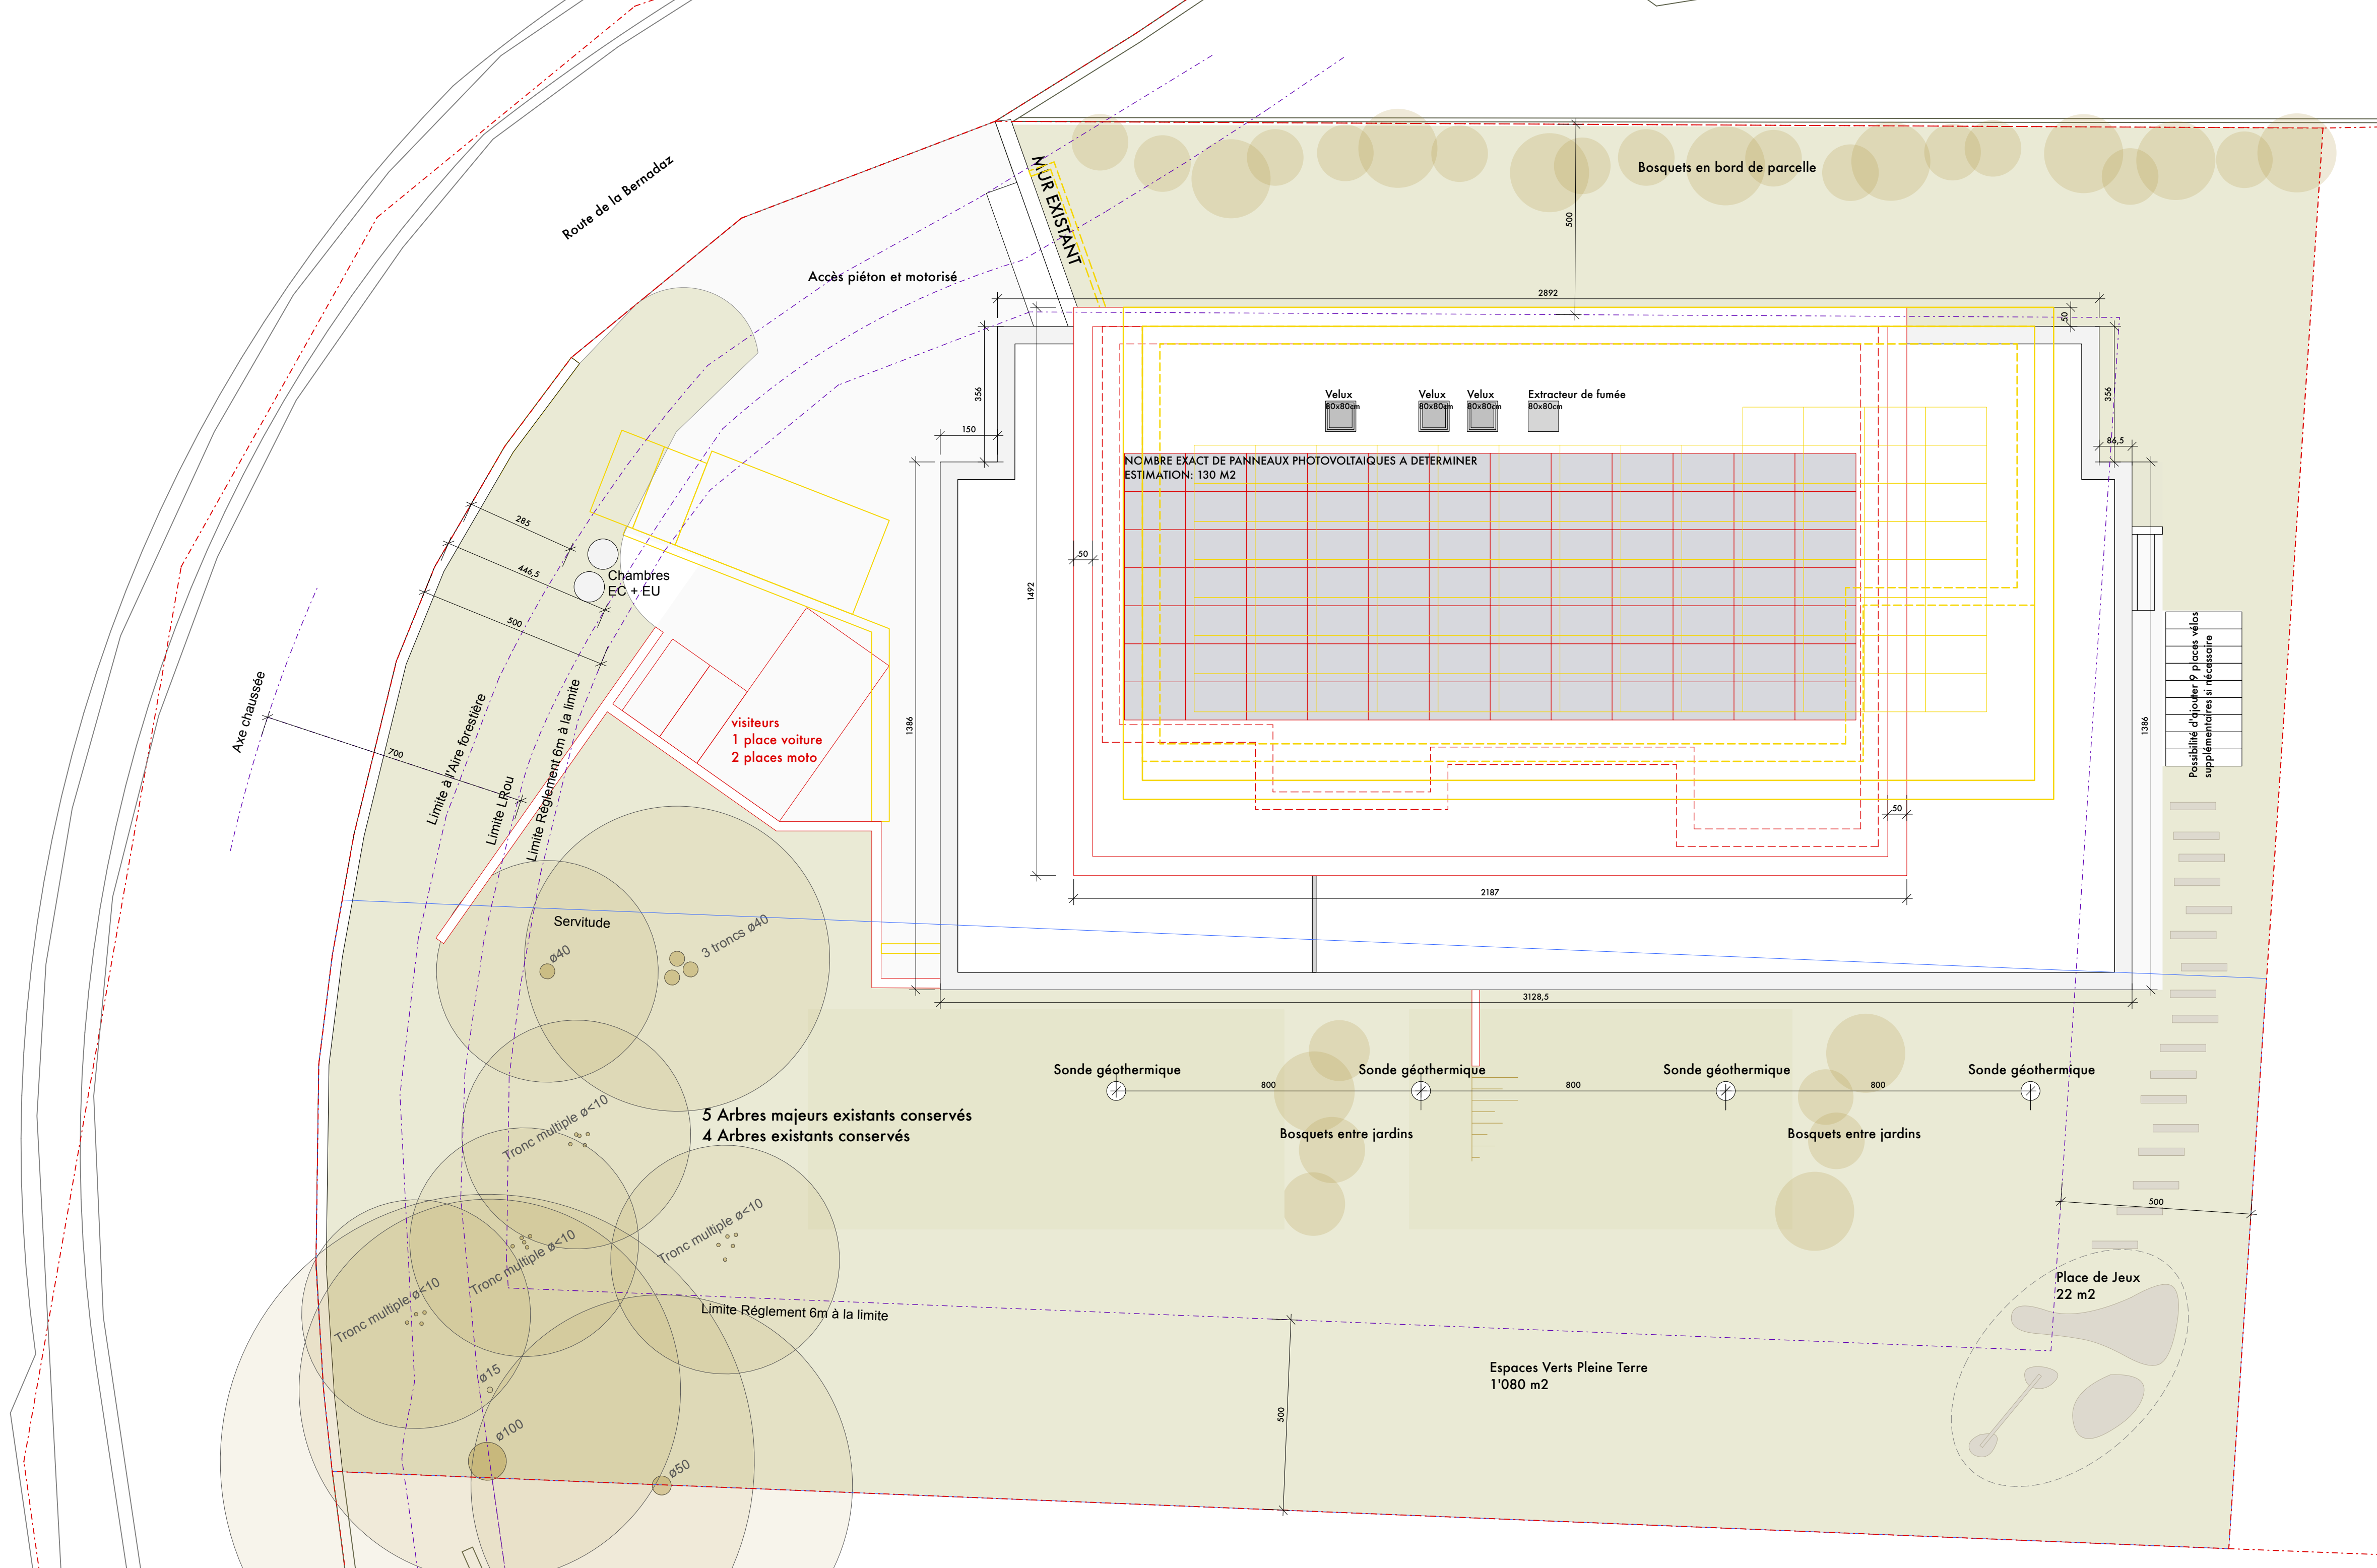 Route de la Bernadaz
MUR EXISTANT
Bosquets en bord de parcelle
500
Accès piéton et motorisé
2892
50
356
356
150
86,5
Velux
80x80cm
Velux
80x80cm
Velux
80x80cm
Extracteur de fumée
80x80cm
NOMBRE EXACT DE PANNEAUX PHOTOVOLTAIQUES A DETERMINER
ESTIMATION: 130 M2
285
446,5
500
Chambres
EC + EU
50
1492
Axe chaussée
700
Limite à l'Aire forestière
Limite LRou
Limite Réglement 6m à la limite
visiteurs
1 place voiture
2 places moto
1386
1386
Possibilité d'ajouter 9 places vélos
supplémentaires si nécessaire
50
2187
Servitude
ø40
3 troncs ø40
3128,5
Sonde géothermique
Sonde géothermique
Sonde géothermique
Sonde géothermique
800
800
800
5 Arbres majeurs existants conservés
4 Arbres existants conservés
Bosquets entre jardins
Bosquets entre jardins
Tronc multiple ø<10
Tronc multiple ø<10
Tronc multiple ø<10
Tronc multiple ø<10
500
Place de Jeux
22 m2
Limite Réglement 6m à la limite
Espaces Verts Pleine Terre
1'080 m2
500
ø15
ø100
ø50